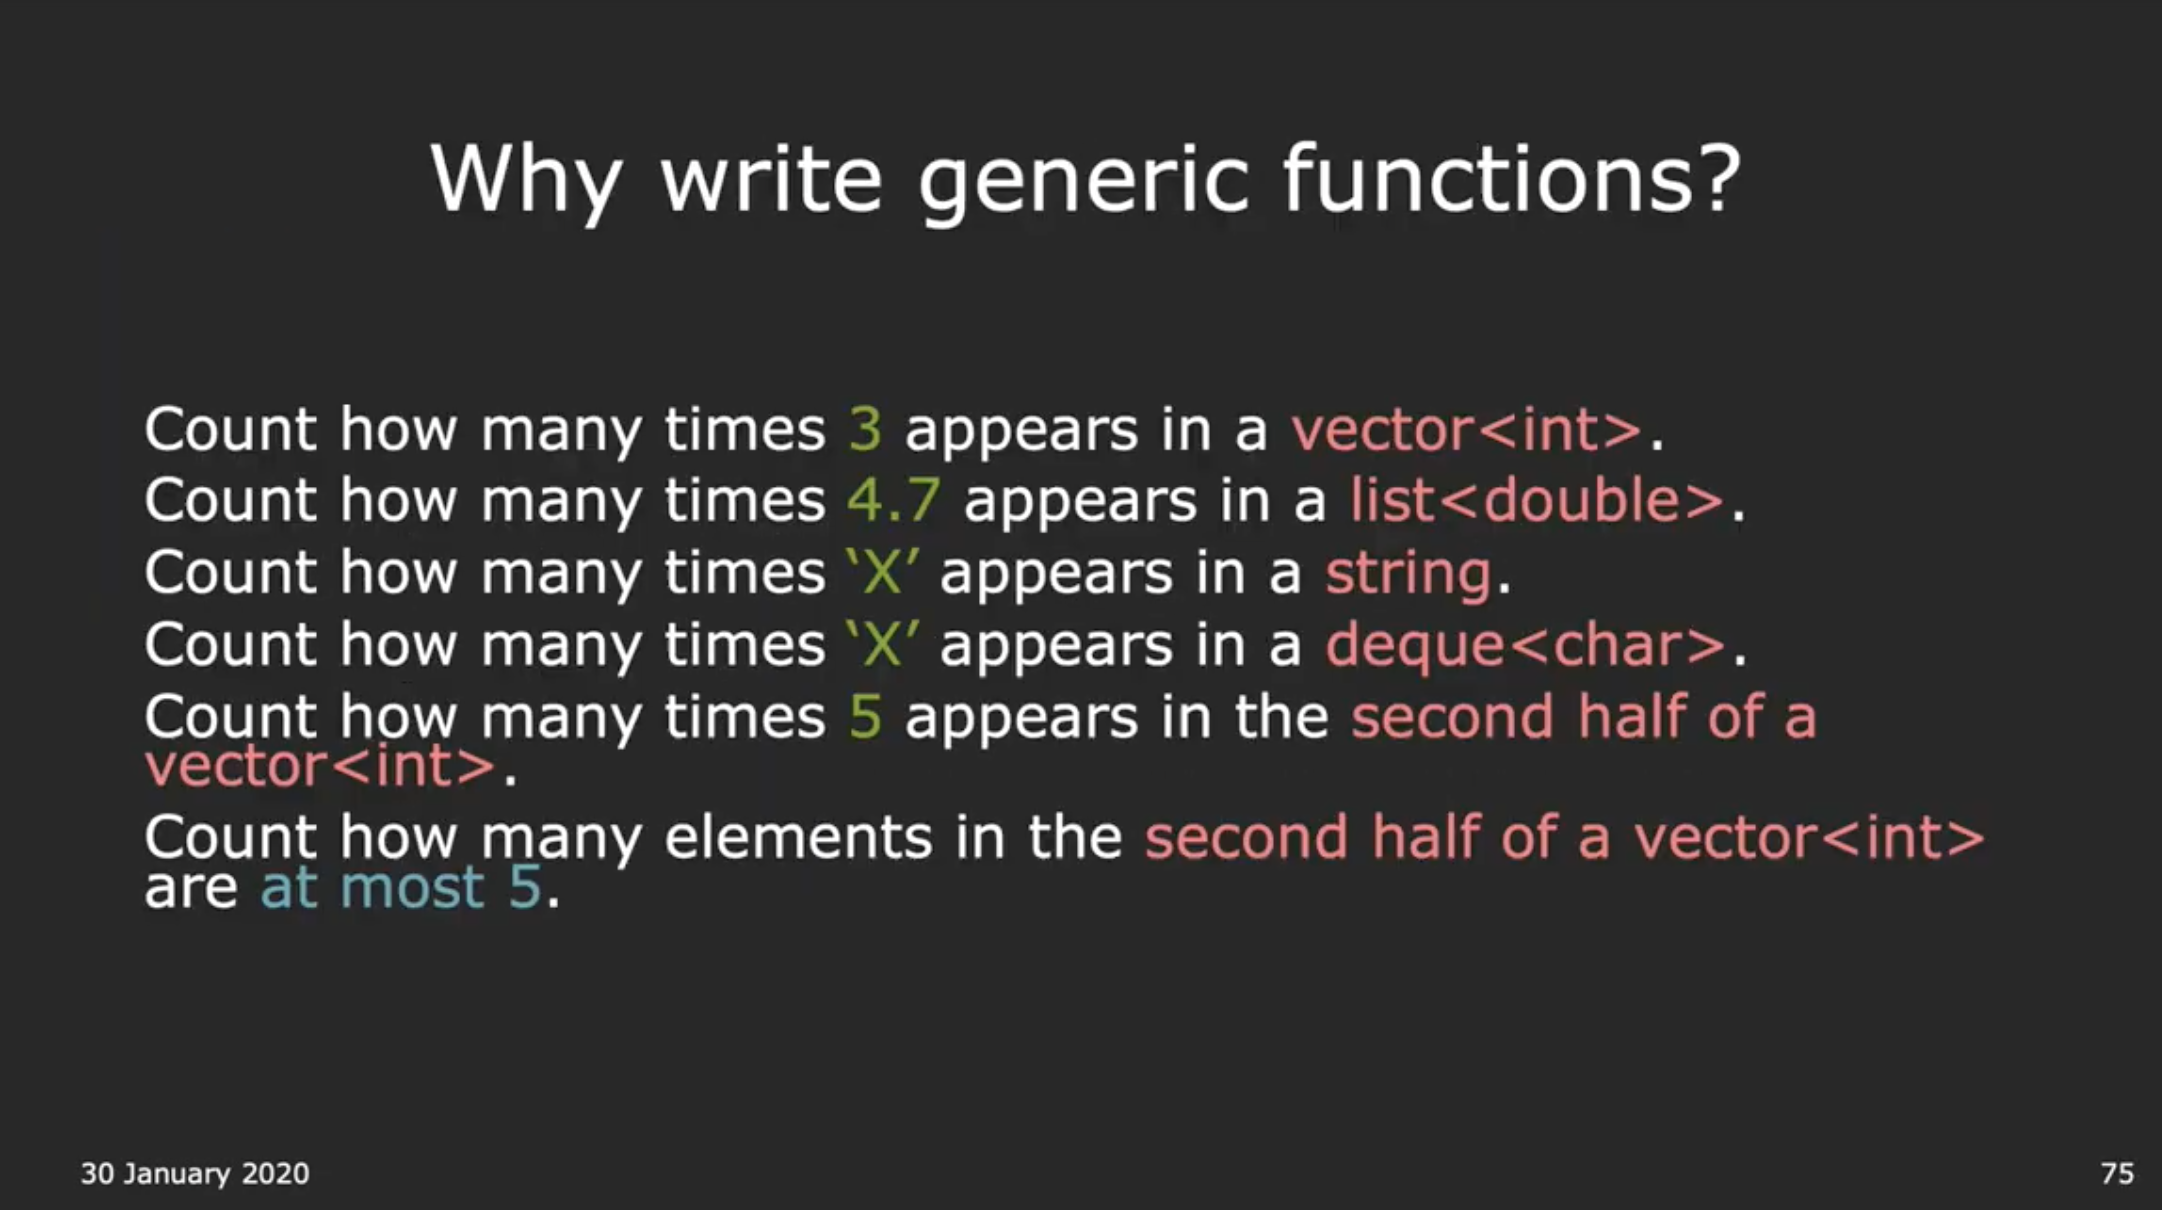 Why write generic functions?
Count how many times 3 appears in a vector<int>.
Count how many times 4.7 appears in a list<double>.
Count how many times ‘X’ appears in a string.
Count how many times ‘X’ appears in a deque<char>.
Count how many times 5 appears in the second half of a
vector<int>.
Count how many elements in the second half of a vector<int>
are at most 5.
30 January 2020
75